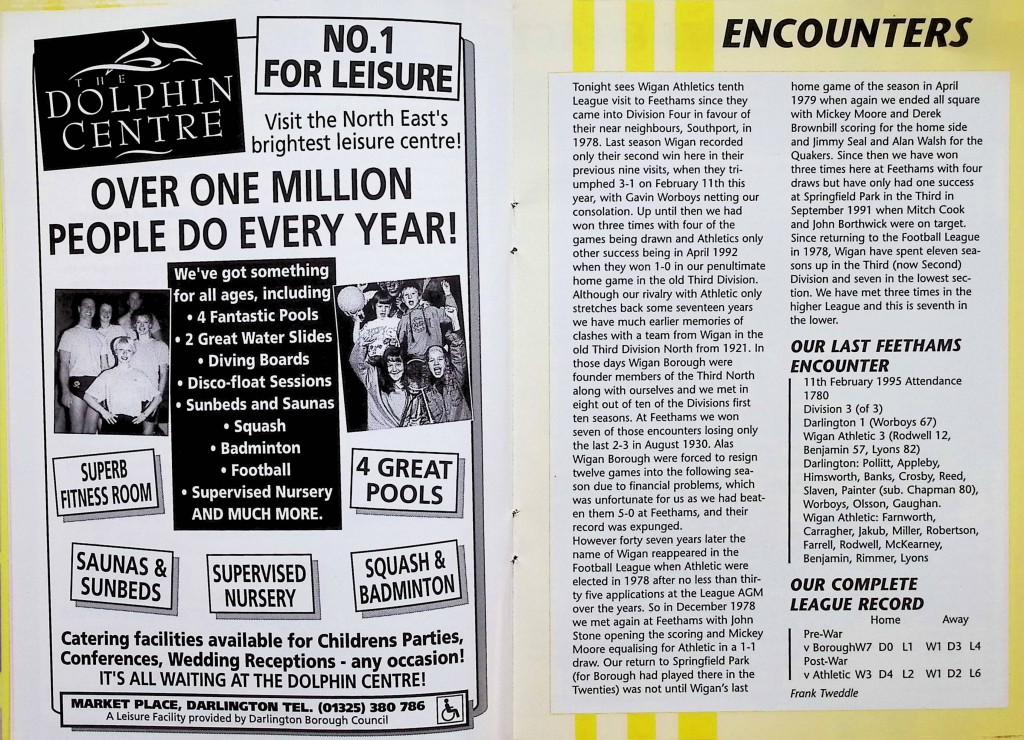 THE
DOLPHIN
CENTRE
NO.1
FOR LEISURE
Visit the North East's
brightest leisure centre!
OVER ONE MILLION
PEOPLE DO EVERY YEAR!
We've got something
for all ages, including
• 4 Fantastic Pools
• 2 Great Water Slides
• Diving Boards
• Disco-float Sessions
• Sunbeds and Saunas
• Squash
• Badminton
• Football
• Supervised Nursery
AND MUCH MORE.
SUPERB
FITNESS ROOM
4 GREAT
POOLS
SAUNAS &
SUNBEDS
SUPERVISED
NURSERY
SQUASH &
BADMINTON
Catering facilities available for Childrens Parties,
Conferences, Wedding Receptions - any occasion!
IT'S ALL WAITING AT THE DOLPHIN CENTRE!
MARKET PLACE, DARLINGTON TEL. (01325) 380 786
A Leisure Facility provided by Darlington Borough Council
ENCOUNTERS
Tonight sees Wigan Athletics tenth
League visit to Feethams since they
came into Division Four in favour of
their near neighbours, Southport, in
1978. Last season Wigan recorded
only their second win here in their
previous nine visits, when they tri-
umphed 3-1 on February 11th this
year, with Gavin Worboys netting our
consolation. Up until then we had
won three times with four of the
games being drawn and Athletics only
other success being in April 1992
when they won 1-0 in our penultimate
home game in the old Third Division.
Although our rivalry with Athletic only
stretches back some seventeen years
we have much earlier memories of
clashes with a team from Wigan in the
old Third Division North from 1921. In
those days Wigan Borough were
founder members of the Third North
along with ourselves and we met in
eight out of ten of the Divisions first
ten seasons. At Feethams we won
seven of those encounters losing only
the last 2-3 in August 1930. Alas
Wigan Borough were forced to resign
twelve games into the following sea-
son due to financial problems, which
was unfortunate for us as we had beat-
en them 5-0 at Feethams, and their
record was expunged.
However forty seven years later the
name of Wigan reappeared in the
Football League when Athletic were
elected in 1978 after no less than thir-
ty five applications at the League AGM
over the years. So in December 1978
we met again at Feethams with John
Stone opening the scoring and Mickey
Moore equalising for Athletic in a 1-1
draw. Our return to Springfield Park
(for Borough had played there in the
Twenties) was not until Wigan's last
home game of the season in April
1979 when again we ended all square
with Mickey Moore and Derek
Brownbill scoring for the home side
and Jimmy Seal and Alan Walsh for the
Quakers. Since then we have won
three times here at Feethams with four
draws but have only had one success
at Springfield Park in the Third in
September 1991 when Mitch Cook
and John Borthwick were on target.
Since returning to the Football League
in 1978, Wigan have spent eleven sea-
sons up in the Third (now Second)
Division and seven in the lowest sec-
tion. We have met three times in the
higher League and this is seventh in
the lower.
OUR LAST FEETHAMS
ENCOUNTER
11th February 1995 Attendance
1780
Division 3 (of 3)
Darlington 1 (Worboys 67)
Wigan Athletic 3 (Rodwell 12,
Benjamin 57, Lyons 82)
Darlington: Pollitt, Appleby,
Himsworth, Banks, Crosby, Reed,
Slaven, Painter (sub. Chapman 80),
Worboys, Olsson, Gaughan.
Wigan Athletic: Farnworth,
Carragher, Jakub, Miller, Robertson,
Farrell, Rodwell, McKearney,
Benjamin, Rimmer, Lyons
OUR COMPLETE
LEAGUE RECORD
Home Away
Pre-War
v BoroughW7 D0 L1 W1 D3 L4
Post-War
v Athletic W3 D4 L2 W1 D2 L6
Frank Tweddle